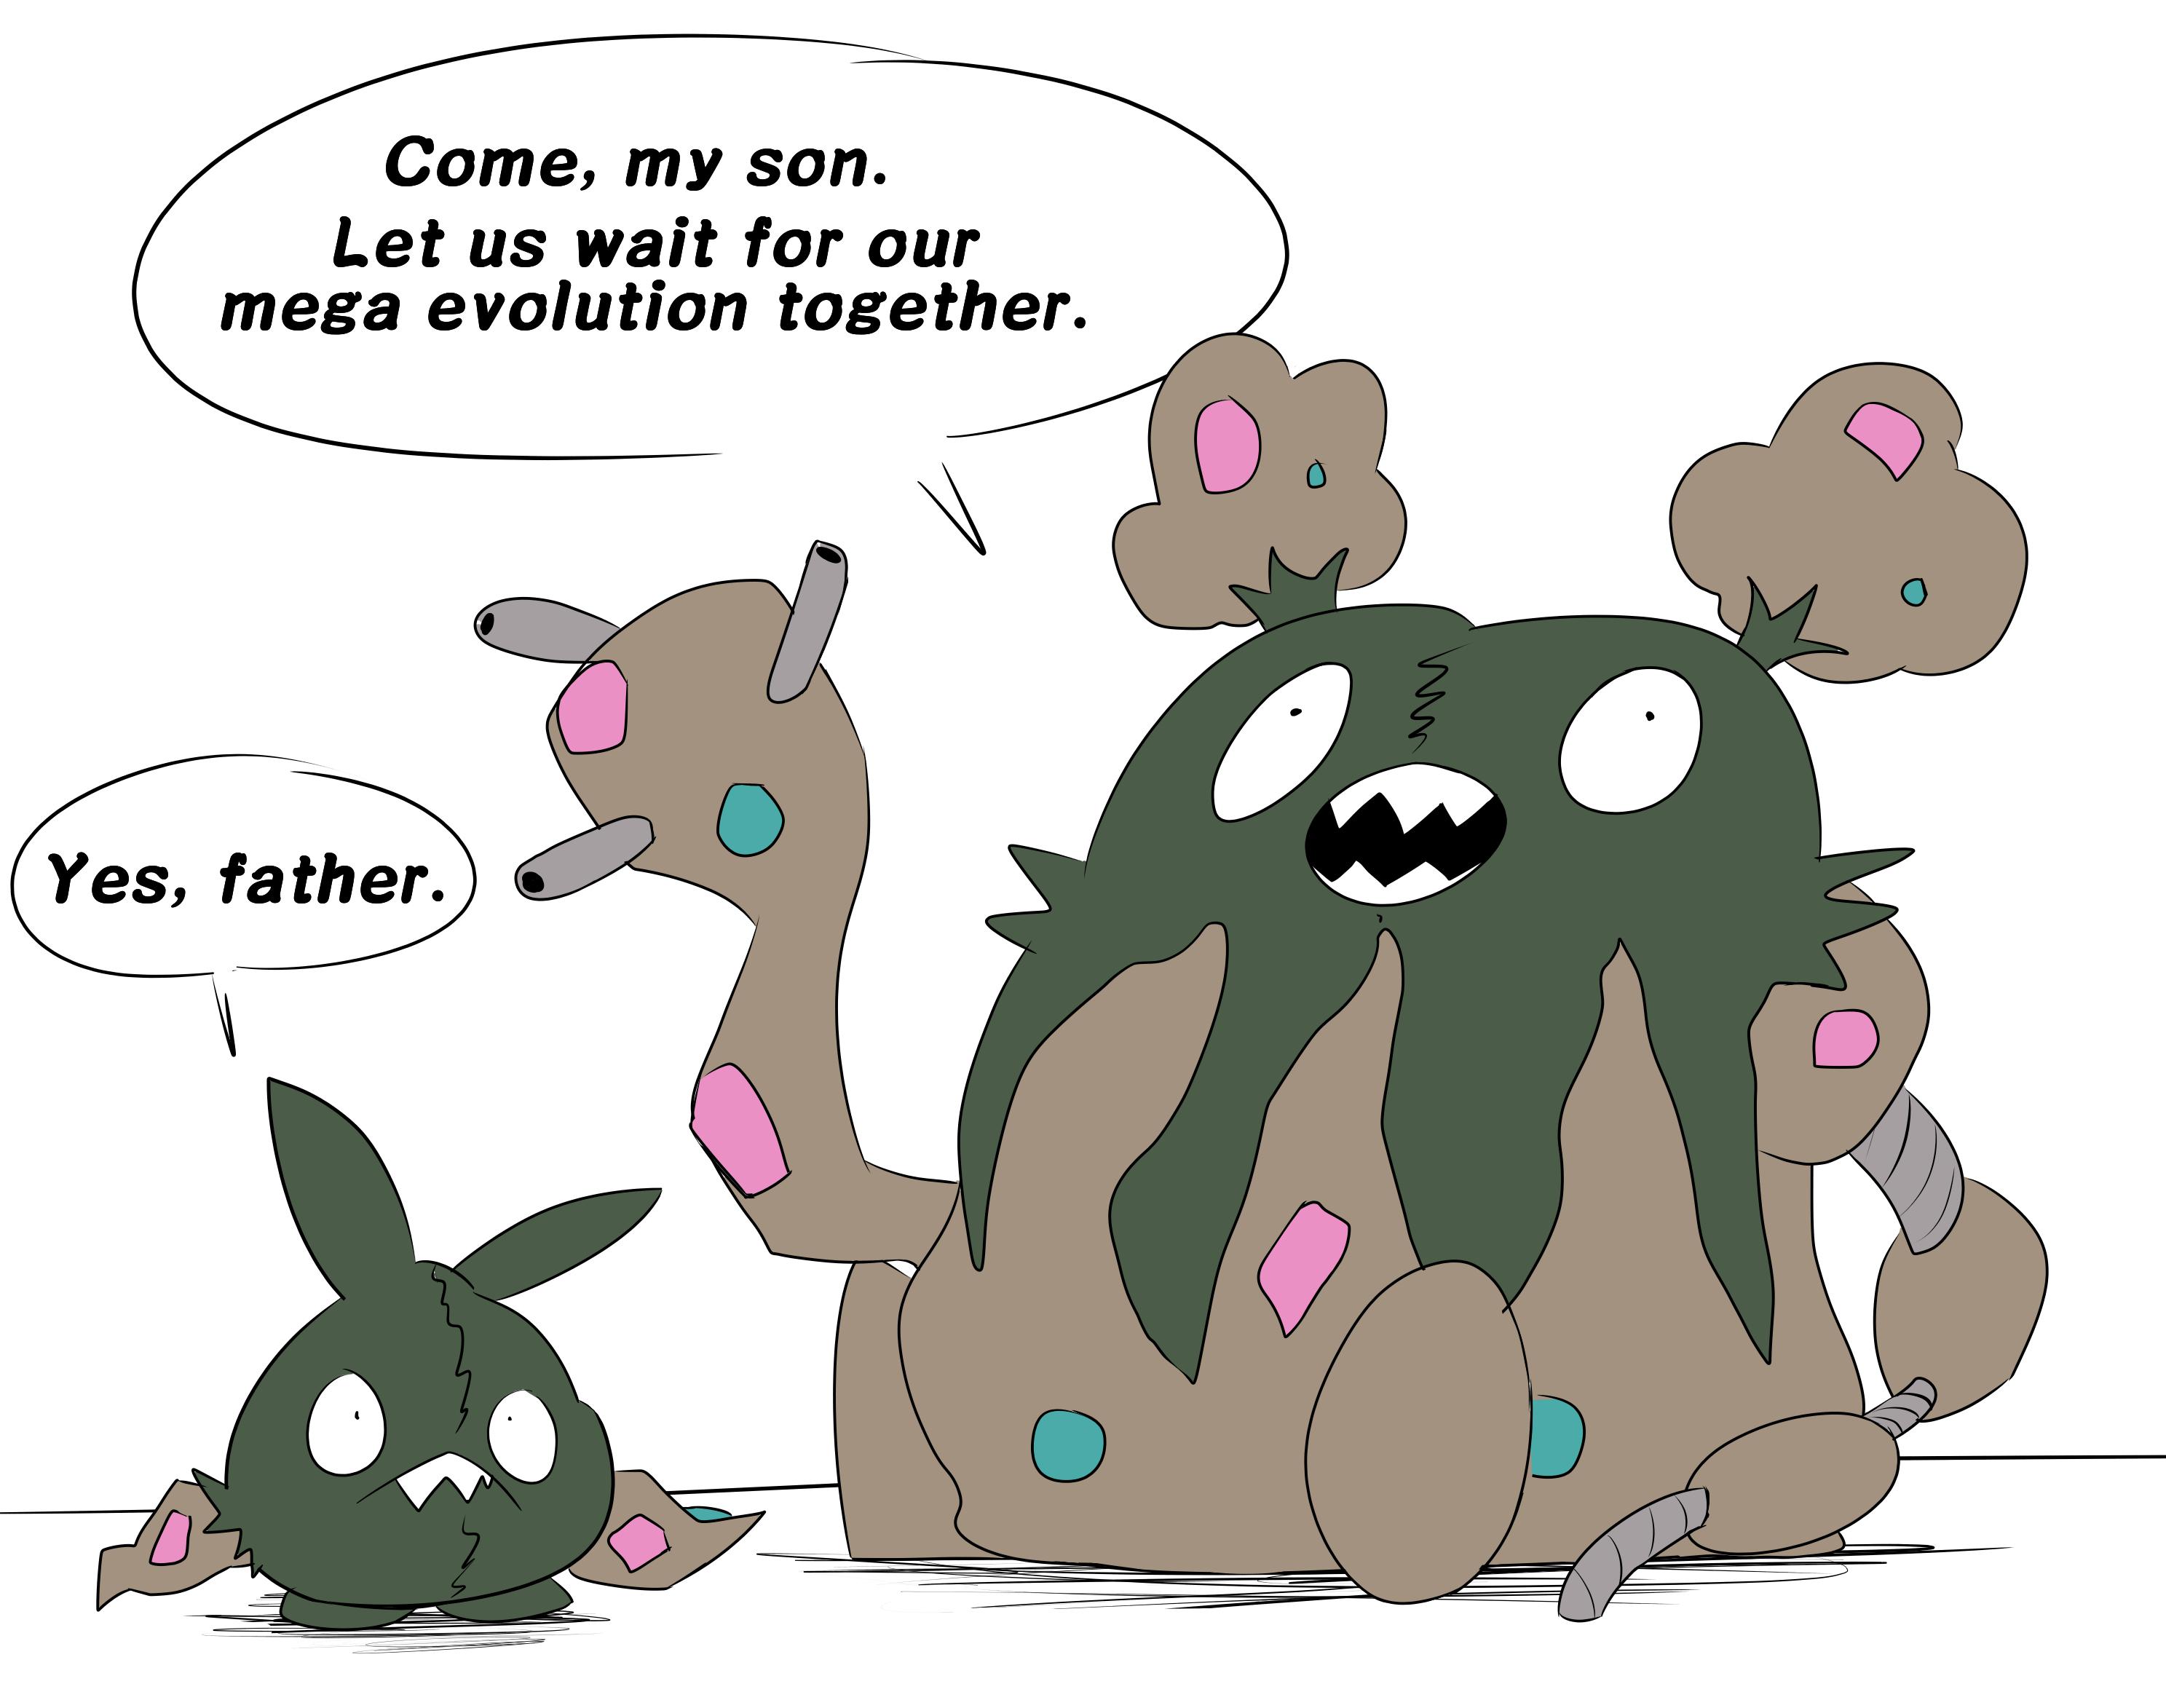 Come, my son.
Let us wait for our
mega evolution together.
Yes, father.